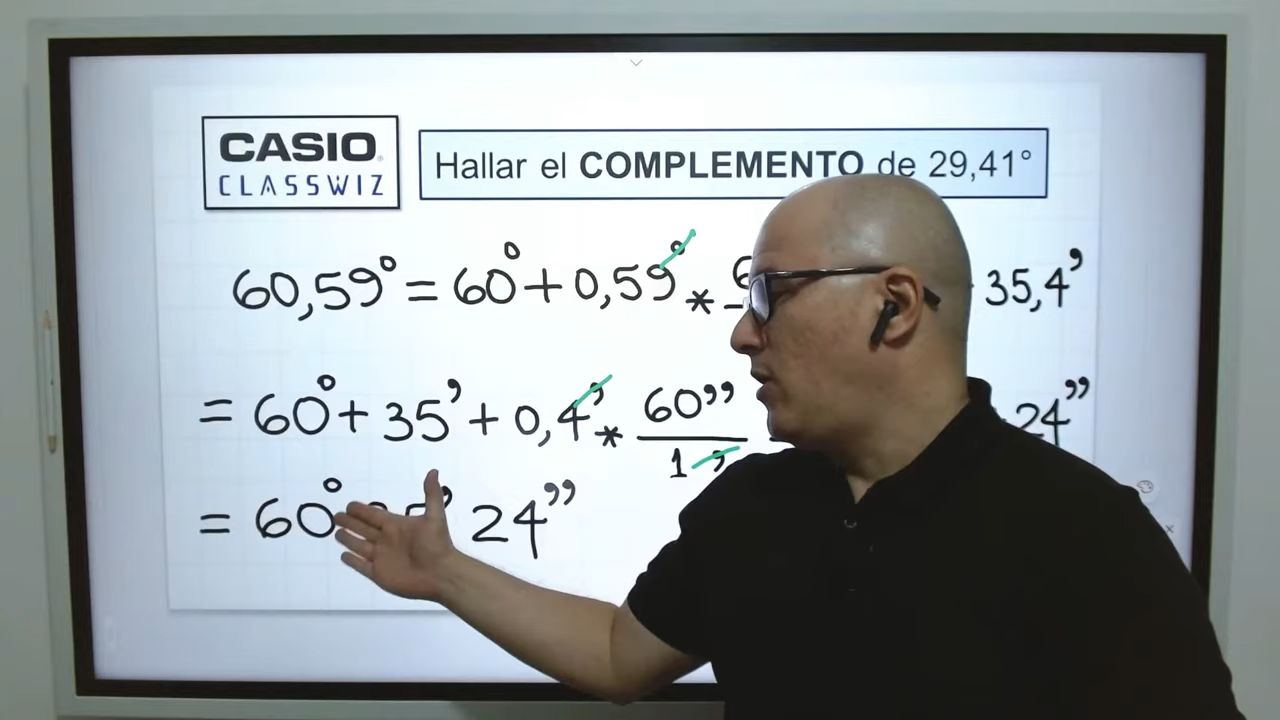 CASIO
CLASSWIZ
Hallar el COMPLEMENTO de 29,41°
60,59° = 60° + 0,59° * 35,4’
= 60° + 35’ + 0,4’ * 60’’ / 1’ 24’’
= 60° 24’’